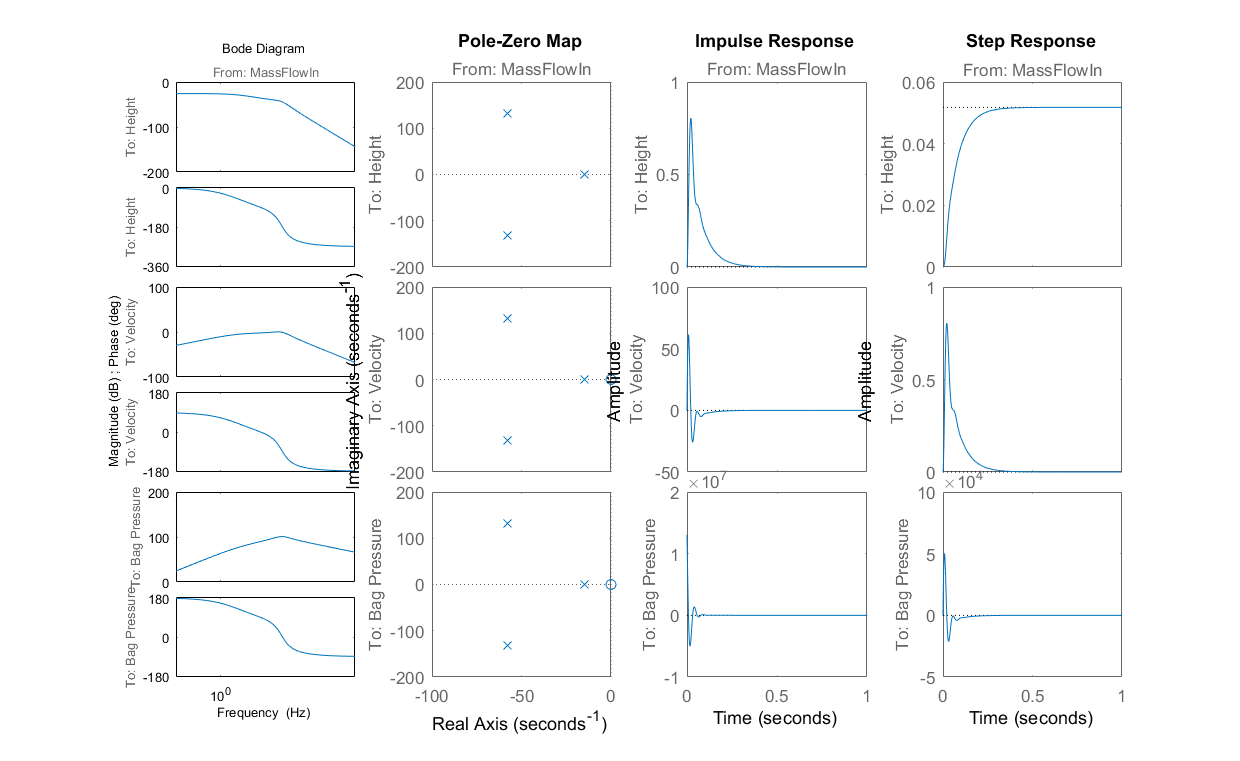 Bode Diagram
From: MassFlowIn
To: Height
0
-100
-200
To: Height
0
-180
-360
Magnitude (dB) ; Phase (deg)
To: Velocity
100
0
-100
To: Velocity
180
0
-180
To: Bag Pressure
200
100
0
To: Bag Pressure
180
0
-180
10^0
Frequency (Hz)
Pole-Zero Map
From: MassFlowIn
Imaginary Axis (seconds^-1)
To: Height
200
100
0
-100
-200
To: Velocity
200
100
0
-100
-200
To: Bag Pressure
200
100
0
-100
-200
-100 -50 0
Real Axis (seconds^-1)
Impulse Response
From: MassFlowIn
Amplitude
To: Height
1
0.5
0
To: Velocity
100
50
0
-50
To: Bag Pressure
×10^7
2
1
0
-1
0 0.5 1
Time (seconds)
Step Response
From: MassFlowIn
Amplitude
To: Height
0.06
0.04
0.02
0
To: Velocity
1
0.5
0
To: Bag Pressure
×10^4
10
5
0
-5
0 0.5 1
Time (seconds)